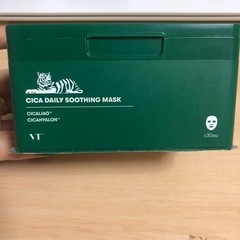 CICA DAILY SOOTHING MASK
CICALIAO™
CICAHYALON™
VT
x30ea